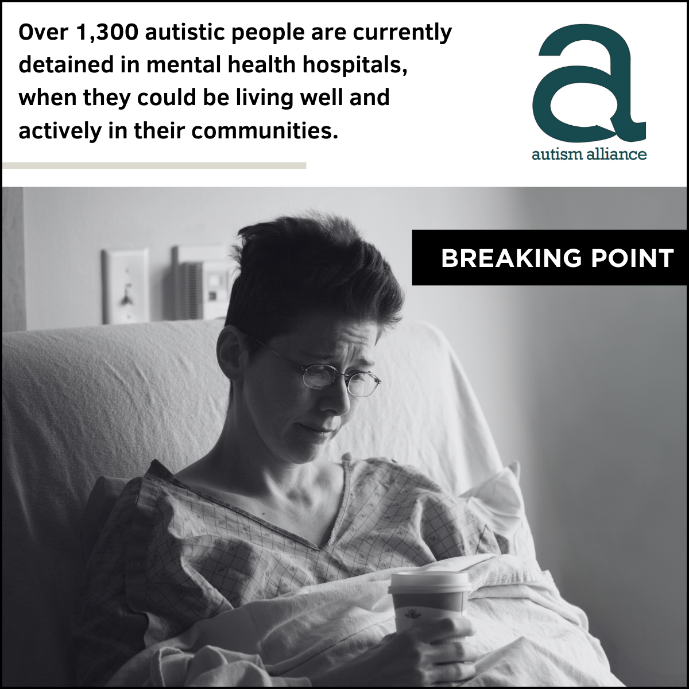 Over 1,300 autistic people are currently
detained in mental health hospitals,
when they could be living well and
actively in their communities.
a
autism alliance
BREAKING POINT